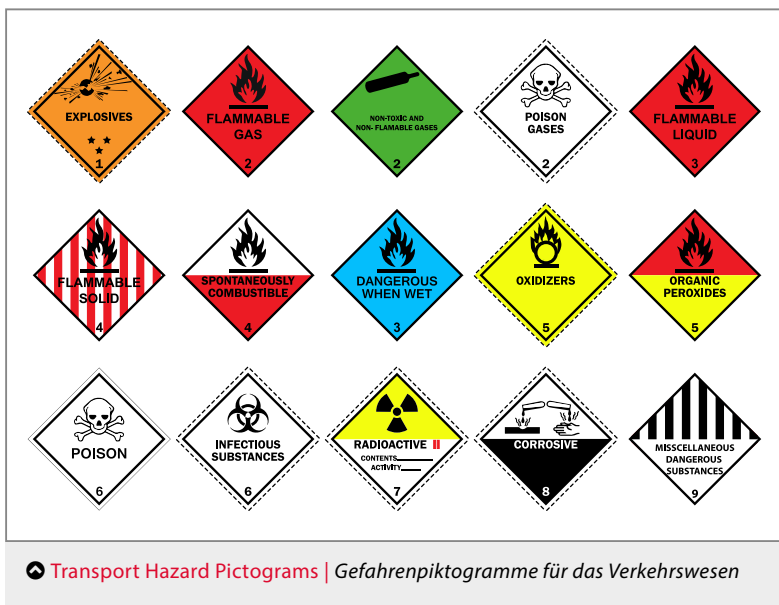 EXPLOSIVES
1
FLAMMABLE
GAS
2
NON-TOXIC AND
NON- FLAMABLE GASES
2
POISON
GASES
2
FLAMMABLE
LIQUID
3
FLAMMABLE
SOLID
4
SPONTANEOUSLY
COMBUSTIBLE
4
DANGEROUS
WHEN WET
3
OXIDIZERS
5
ORGANIC
PEROXIDES
5
POISON
6
INFECTIOUS
SUBSTANCES
6
RADIOACTIVE II
CONTENTS
ACTIVITY
7
CORROSIVE
8
MISSCELLANEOUS
DANGEROUS
SUBSTANCES
9
Transport Hazard Pictograms | Gefahrenpiktogramme für das Verkehrswesen